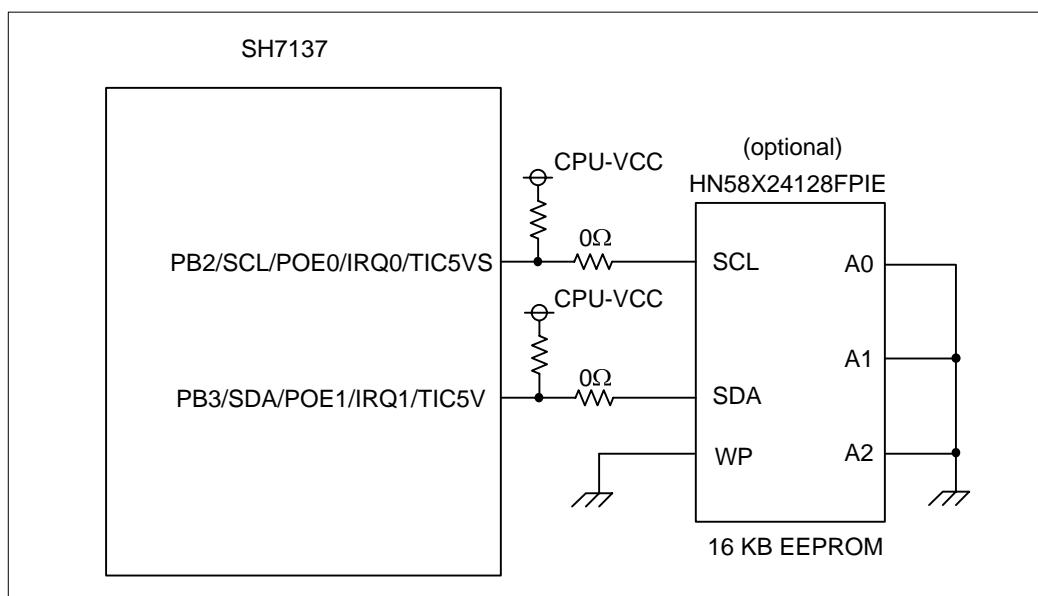 SH7137
(optional)
HN58X24128FPIE
CPU-VCC
0Ω
PB2/SCL/POE0/IRQ0/TIC5VS
SCL
A0
CPU-VCC
A1
0Ω
PB3/SDA/POE1/IRQ1/TIC5V
SDA
WP
A2
16 KB EEPROM